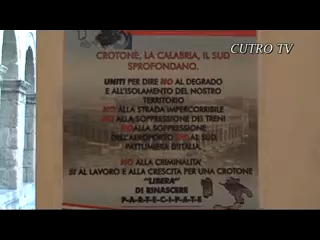 CUTRO TV
CROTONE, LA CALABRIA, IL SUD
SPROFONDANO.
UNITI PER DIRE NO AL DEGRADO
E ALL'ISOLAMENTO DEL NOSTRO
TERRITORIO
NO ALLA STRADA IMPERCORRIBILE
NO ALLA SOPPRESSIONE DEI TRENI
NO ALLA SOPPRESSIONE
DELL'AEROPORTO NO AL SUD
PATTUMIERA D'ITALIA.
NO ALLA CRIMINALITA'
SI AL LAVORO E ALLA CRESCITA PER UNA CROTONE
"LIBERA"
DI RINASCERE
P-A-R-T-E-C-I-P-A-T-E